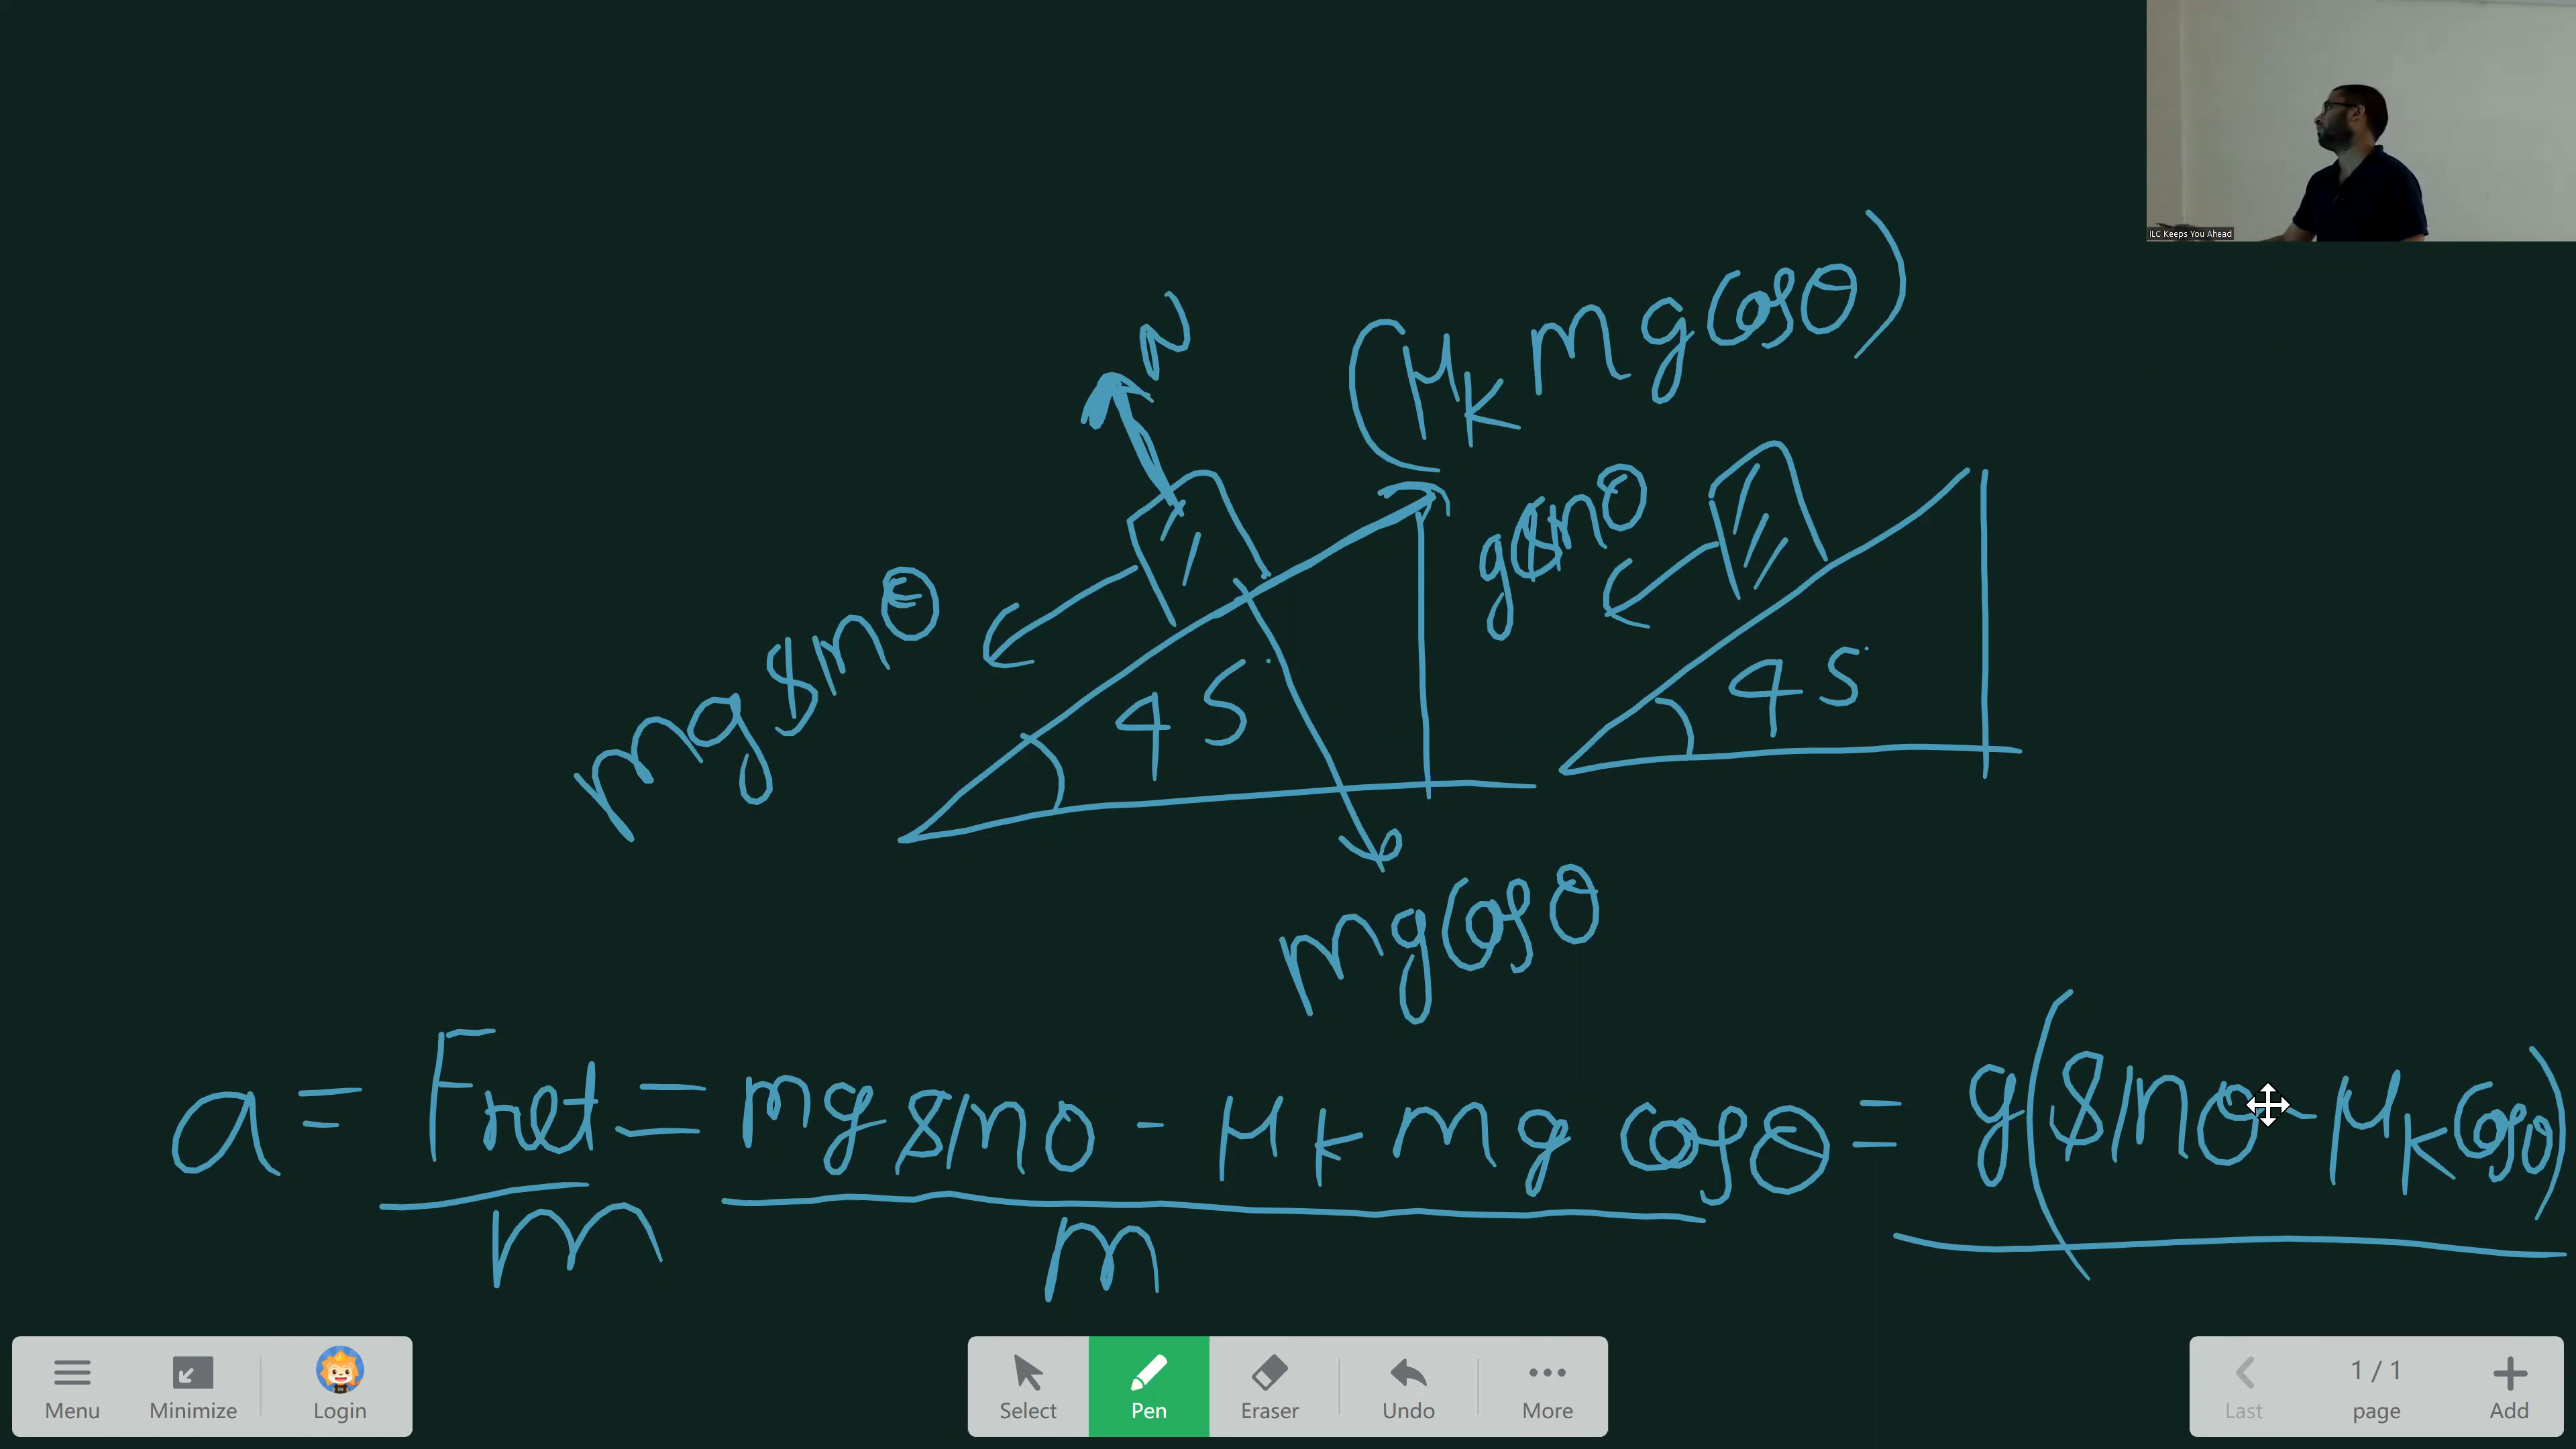 ILC Keeps You Ahead
N
(μₖ mg cosθ)
mg sinθ
g sinθ
45°
45°
mg cosθ
a = Fnet/m = (mg sinθ - μₖ mg cosθ)/m = g(sinθ - μₖ cosθ)
Menu Minimize Login Select Pen Eraser Undo More Last 1 / 1 page Add